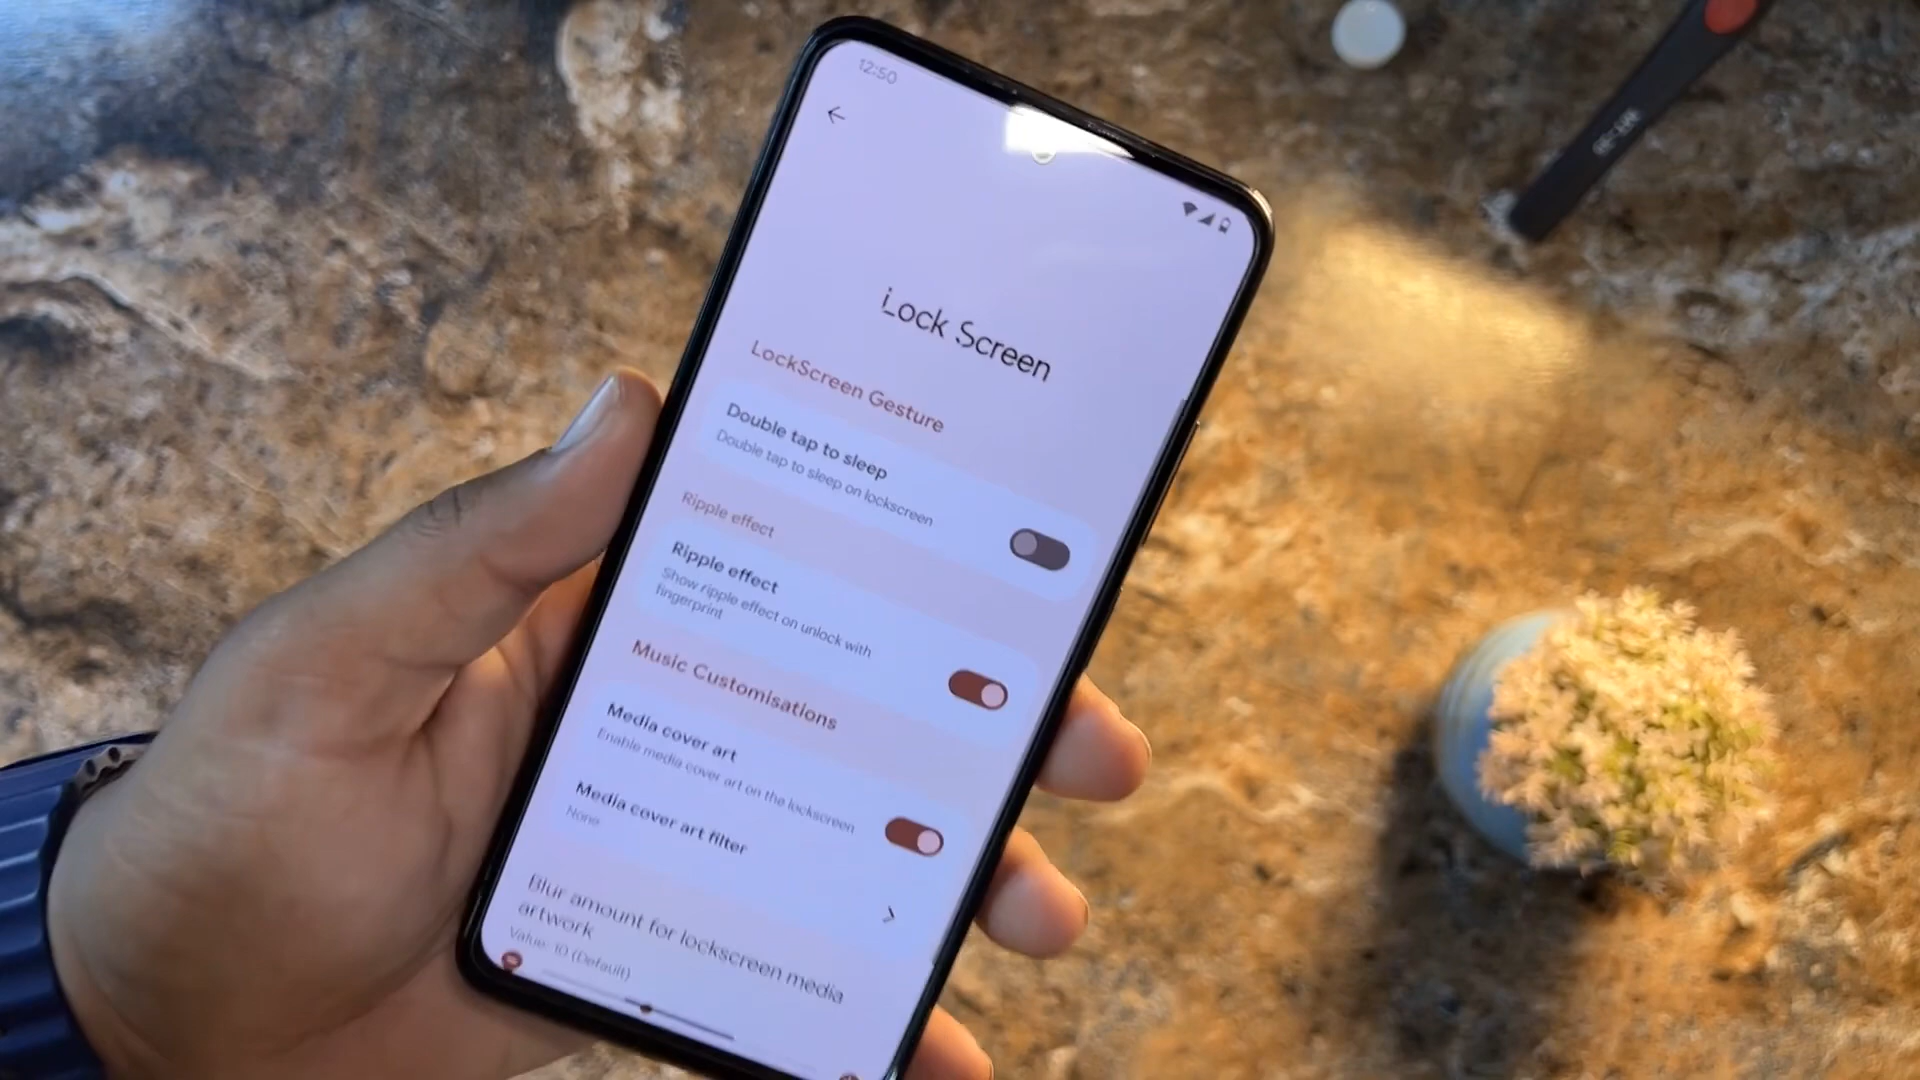 12:50
Lock Screen
LockScreen Gesture
Double tap to sleep
Double tap to sleep on lockscreen
Ripple effect
Ripple effect
Show ripple effect on unlock with
fingerprint
Music Customisations
Media cover art
Enable media cover art on the lockscreen
Media cover art filter
None
Blur amount for lockscreen media
artwork
Value: 10 (Default)